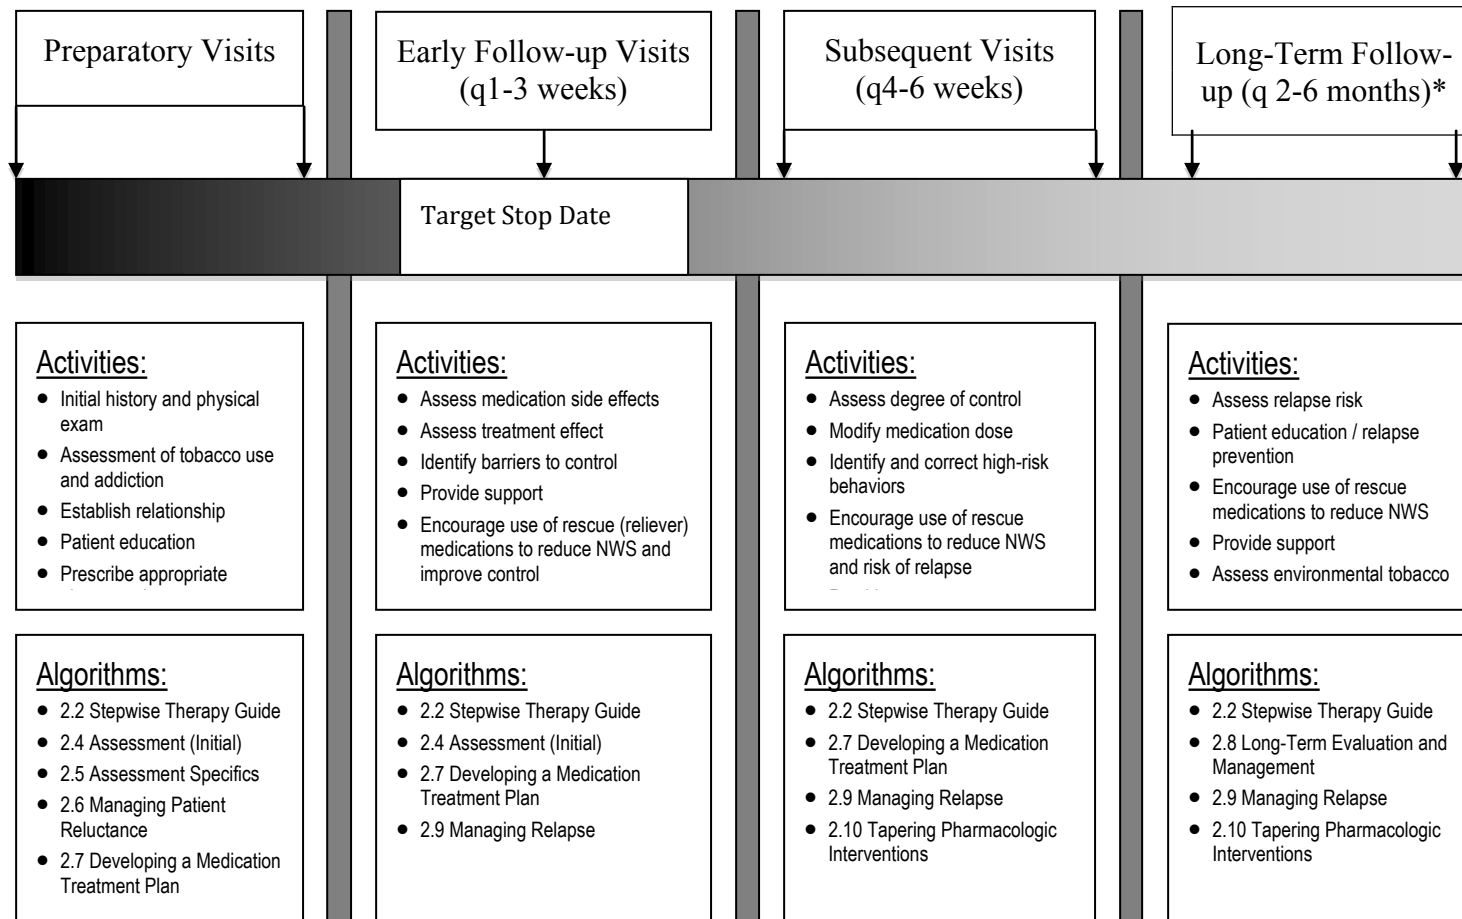 Preparatory Visits
Early Follow-up Visits
(q1-3 weeks)
Subsequent Visits
(q4-6 weeks)
Long-Term Follow-
up (q 2-6 months)*
Target Stop Date
Activities:
● Initial history and physical
exam
● Assessment of tobacco use
and addiction
● Establish relationship
● Patient education
● Prescribe appropriate
Activities:
● Assess medication side effects
● Assess treatment effect
● Identify barriers to control
● Provide support
● Encourage use of rescue (reliever)
medications to reduce NWS and
improve control
Activities:
● Assess degree of control
● Modify medication dose
● Identify and correct high-risk
behaviors
● Encourage use of rescue
medications to reduce NWS
and risk of relapse
Activities:
● Assess relapse risk
● Patient education / relapse
prevention
● Encourage use of rescue
medications to reduce NWS
● Provide support
● Assess environmental tobacco
Algorithms:
● 2.2 Stepwise Therapy Guide
● 2.4 Assessment (Initial)
● 2.5 Assessment Specifics
● 2.6 Managing Patient
Reluctance
● 2.7 Developing a Medication
Treatment Plan
Algorithms:
● 2.2 Stepwise Therapy Guide
● 2.4 Assessment (Initial)
● 2.7 Developing a Medication
Treatment Plan
● 2.9 Managing Relapse
Algorithms:
● 2.2 Stepwise Therapy Guide
● 2.7 Developing a Medication
Treatment Plan
● 2.9 Managing Relapse
● 2.10 Tapering Pharmacologic
Interventions
Algorithms:
● 2.2 Stepwise Therapy Guide
● 2.8 Long-Term Evaluation and
Management
● 2.9 Managing Relapse
● 2.10 Tapering Pharmacologic
Interventions